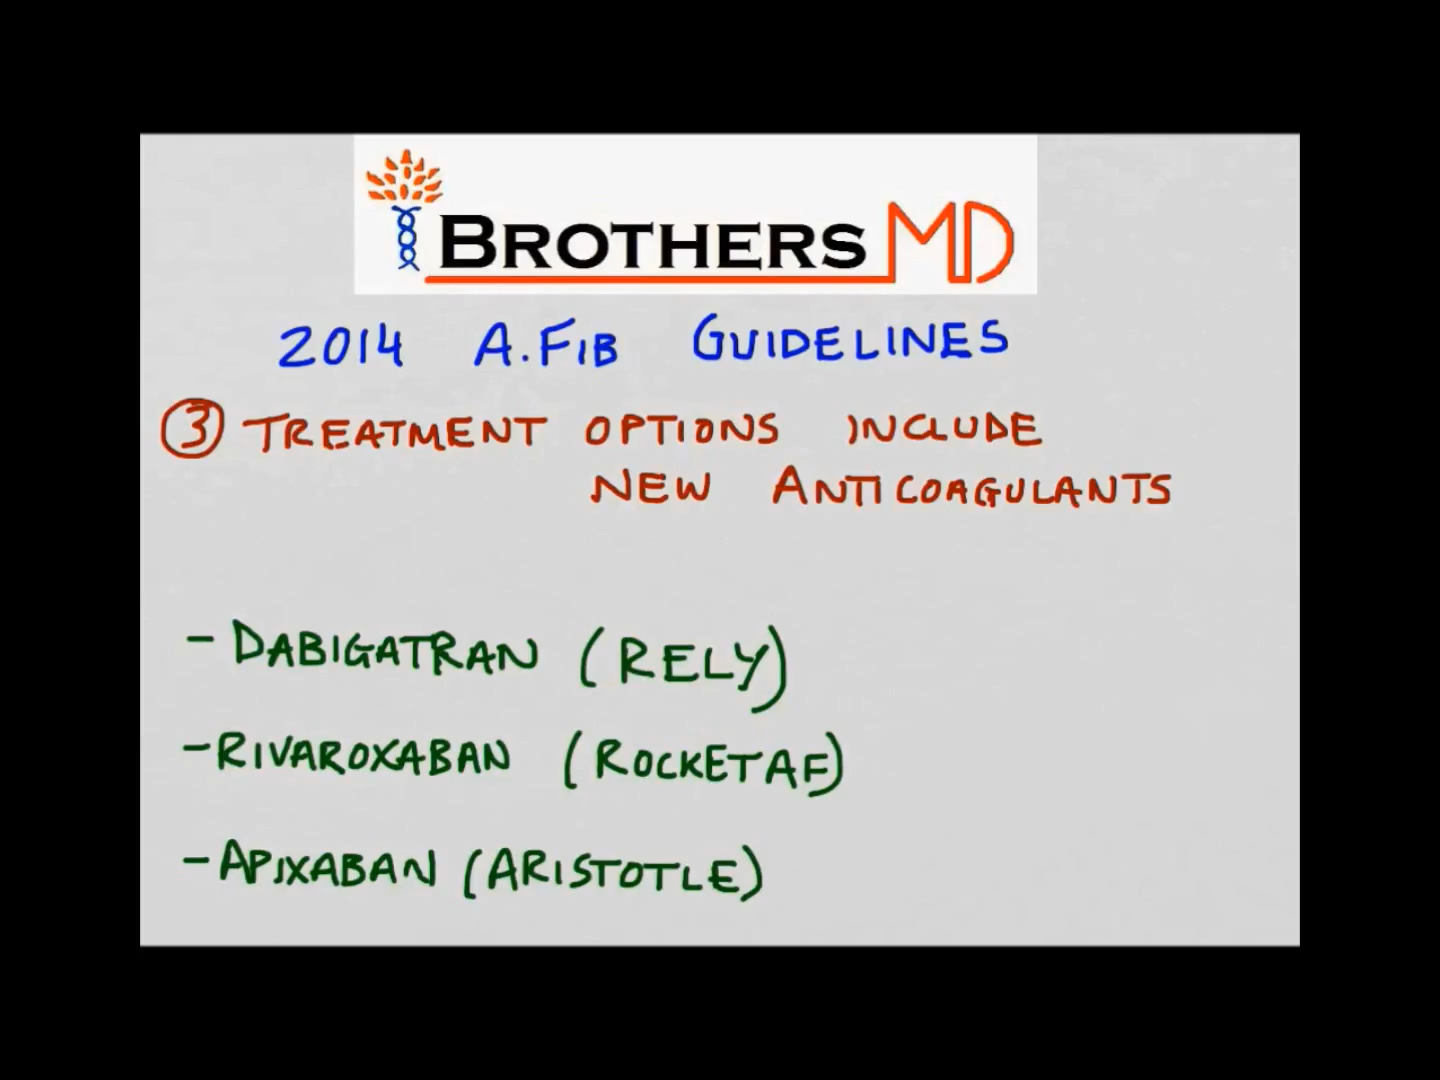 BROTHERS MD
2014 A.FIB GUIDELINES
3 TREATMENT OPTIONS INCLUDE
NEW ANTICOAGULANTS
- DABIGATRAN (RELY)
- RIVAROXABAN (ROCKETAF)
- APIXABAN (ARISTOTLE)